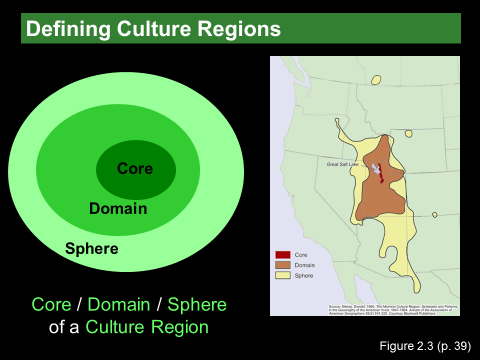 Defining Culture Regions
Core
Domain
Sphere
Core / Domain / Sphere
of a Culture Region
Great Salt Lake
Core
Domain
Sphere
Figure 2.3 (p. 39)